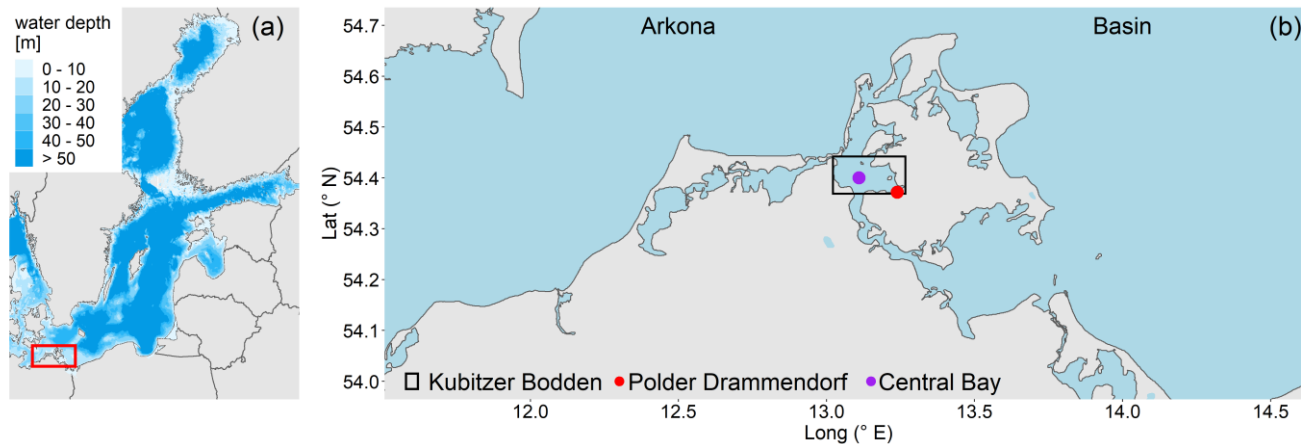 water depth
[m]
0 - 10
10 - 20
20 - 30
30 - 40
40 - 50
> 50
(a)
Arkona
Basin
(b)
54.7
54.6
54.5
54.4
54.3
54.2
54.1
54.0
Lat (° N)
Kubitzer Bodden
Polder Drammendorf
Central Bay
12.0
12.5
13.0
13.5
14.0
14.5
Long (° E)